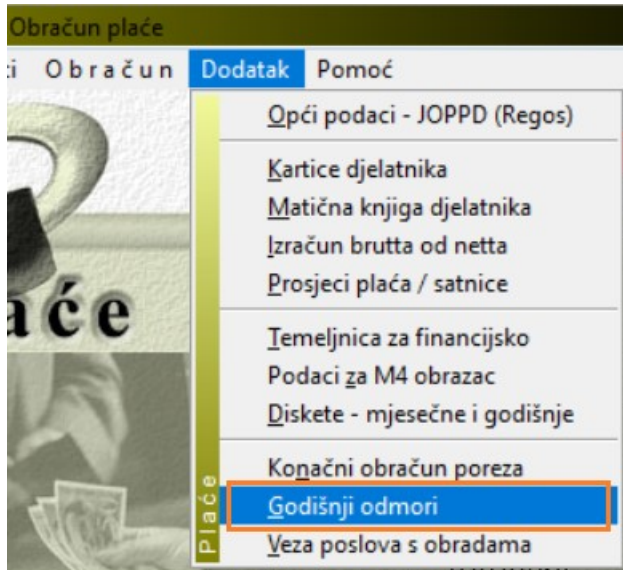 Obračun plaće
i Obračun Dodatak Pomoć
Opći podaci - JOPPD (Regos)
Kartice djelatnika
Matična knjiga djelatnika
Izračun brutta od netta
Prosjeci plaća / satnice
aće
Temeljnica za financijsko
Podaci za M4 obrazac
Diskete - mjesečne i godišnje
Konačni obračun poreza
Godišnji odmori
Veza poslova s obradama
Plaće